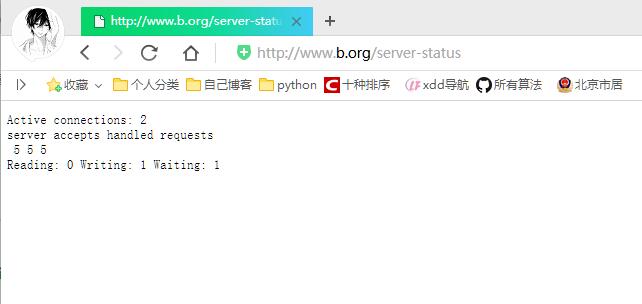 http://www.b.org/server-statu
http://www.b.org/server-status
收藏 个人分类 自己博客 python 十种排序 xdd导航 所有算法 北京市居
Active connections: 2
server accepts handled requests
5 5 5
Reading: 0 Writing: 1 Waiting: 1